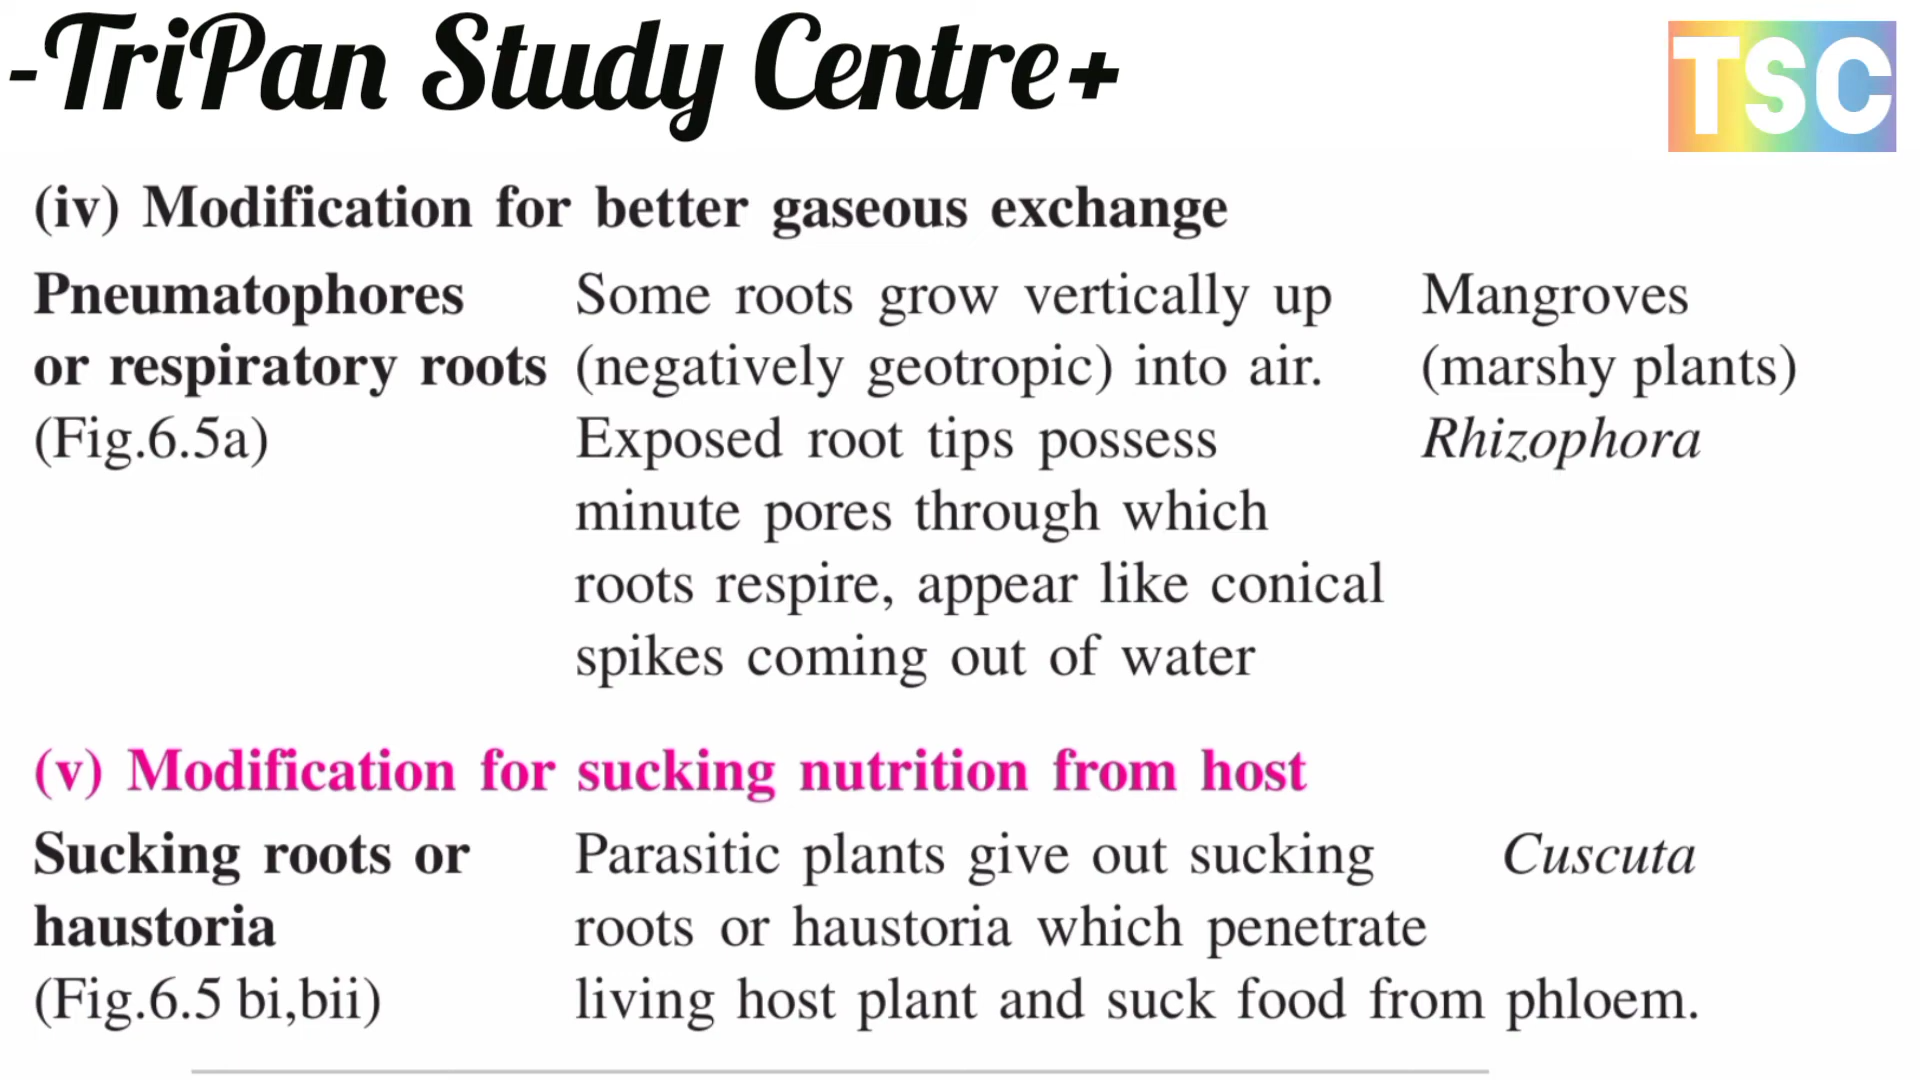 -TriPan Study Centre+
TSC
(iv) Modification for better gaseous exchange
Pneumatophores Some roots grow vertically up Mangroves
or respiratory roots (negatively geotropic) into air. (marshy plants)
(Fig.6.5a) Exposed root tips possess Rhizophora
minute pores through which
roots respire, appear like conical
spikes coming out of water
(v) Modification for sucking nutrition from host
Sucking roots or Parasitic plants give out sucking Cuscuta
haustoria roots or haustoria which penetrate
(Fig.6.5 bi,bii) living host plant and suck food from phloem.